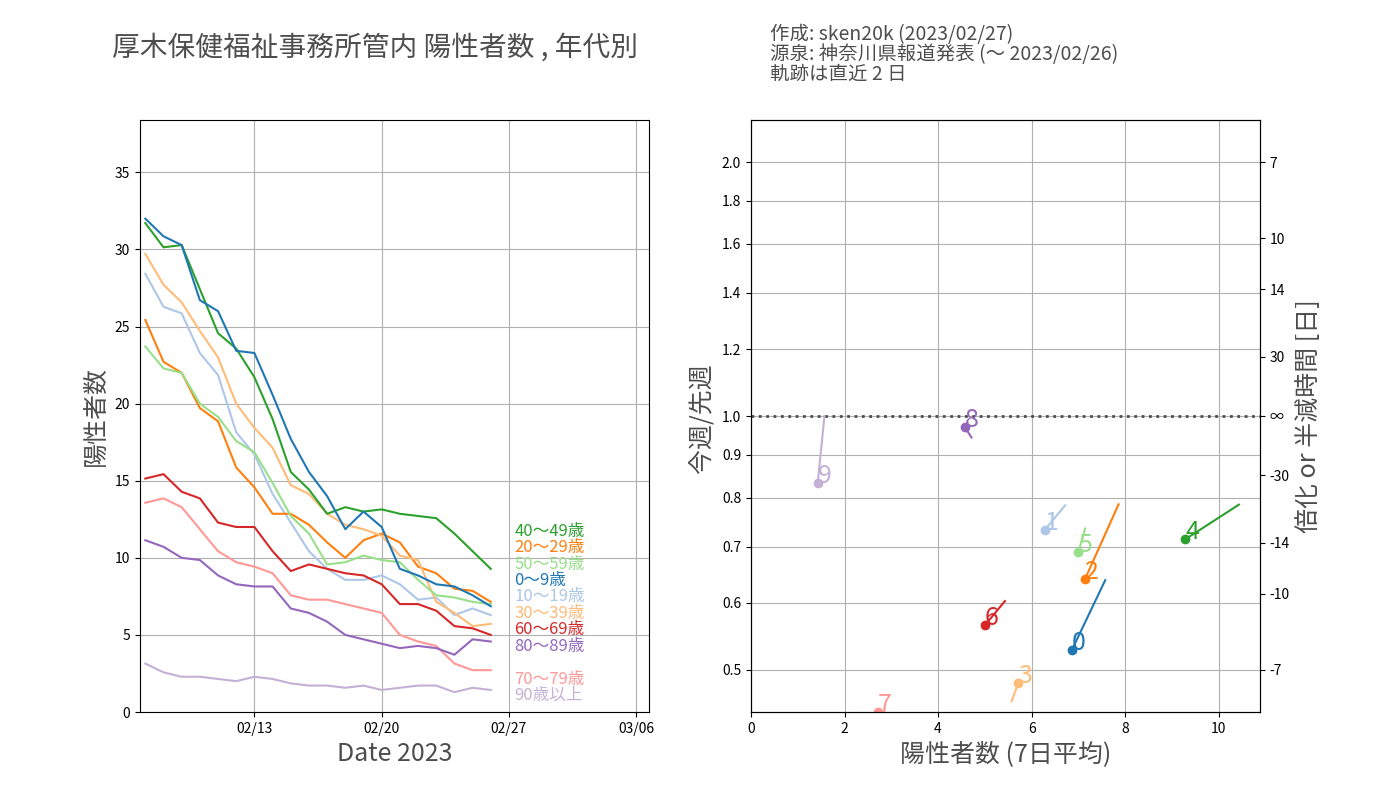 厚木保健福祉事務所管内 陽性者数 , 年代別
作成: sken20k (2023/02/27)
源泉: 神奈川県報道発表 (～ 2023/02/26)
軌跡は直近 2 日
陽性者数
35
30
25
20
15
10
5
0
02/13
02/20
02/27
03/06
Date 2023
40～49歳
20～29歳
50～59歳
0～9歳
10～19歳
30～39歳
60～69歳
80～89歳
70～79歳
90歳以上
今週/先週
2.0
1.8
1.6
1.4
1.2
1.0
0.9
0.8
0.7
0.6
0.5
0
2
4
6
8
10
陽性者数 (7日平均)
8
9
1
5
4
2
6
0
3
7
7
10
14
30
∞
-30
-14
-10
-7
倍化 or 半減時間 [日]